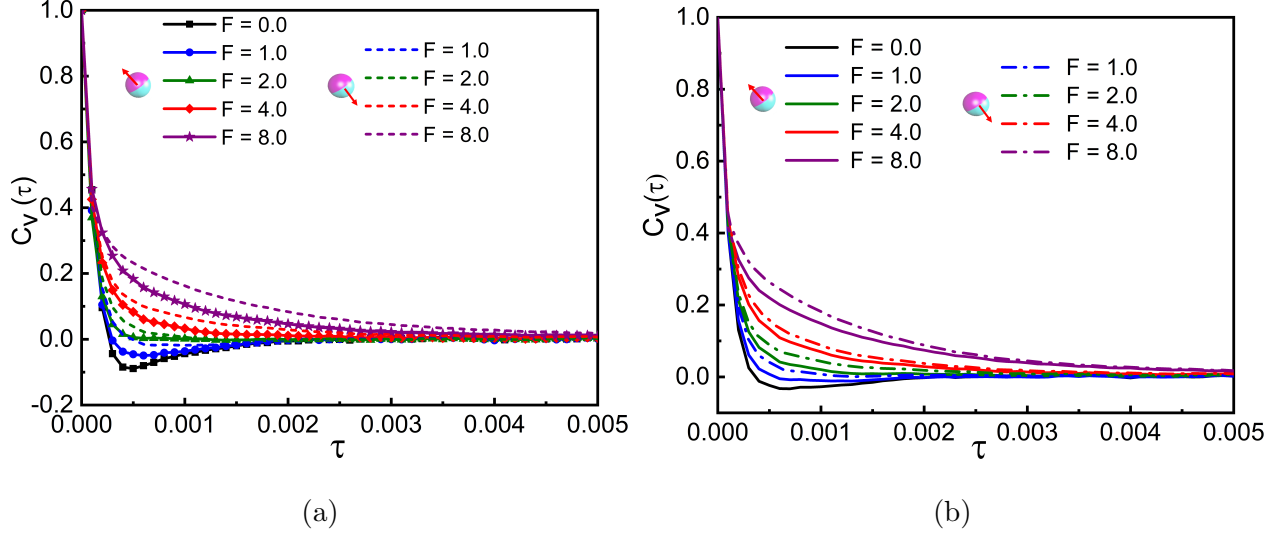 1.0
0.8
0.6
0.4
0.2
0.0
-0.2
Cv(τ)
0.000 0.001 0.002 0.003 0.004 0.005
τ
F = 0.0
F = 1.0
F = 2.0
F = 4.0
F = 8.0
F = 1.0
F = 2.0
F = 4.0
F = 8.0
(a)
1.0
0.8
0.6
0.4
0.2
0.0
Cv(τ)
0.000 0.001 0.002 0.003 0.004 0.005
τ
F = 0.0
F = 1.0
F = 2.0
F = 4.0
F = 8.0
F = 1.0
F = 2.0
F = 4.0
F = 8.0
(b)